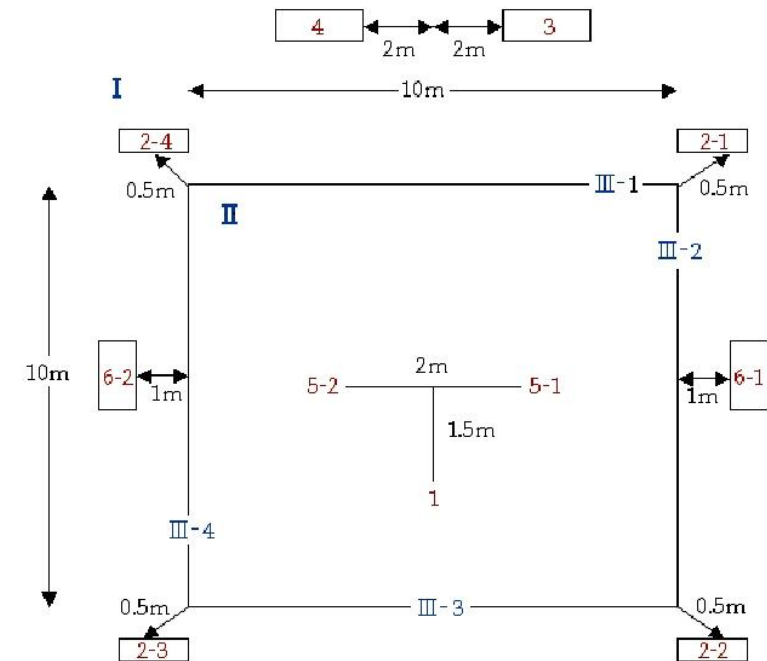 4 3
2m 2m
I 10m
2-4 2-1
0.5m III-1 0.5m
II
III-2
2m
10m 6-2 5-2 5-1 6-1
1m 1m
1.5m
1
III-4
0.5m III-3 0.5m
2-3 2-2